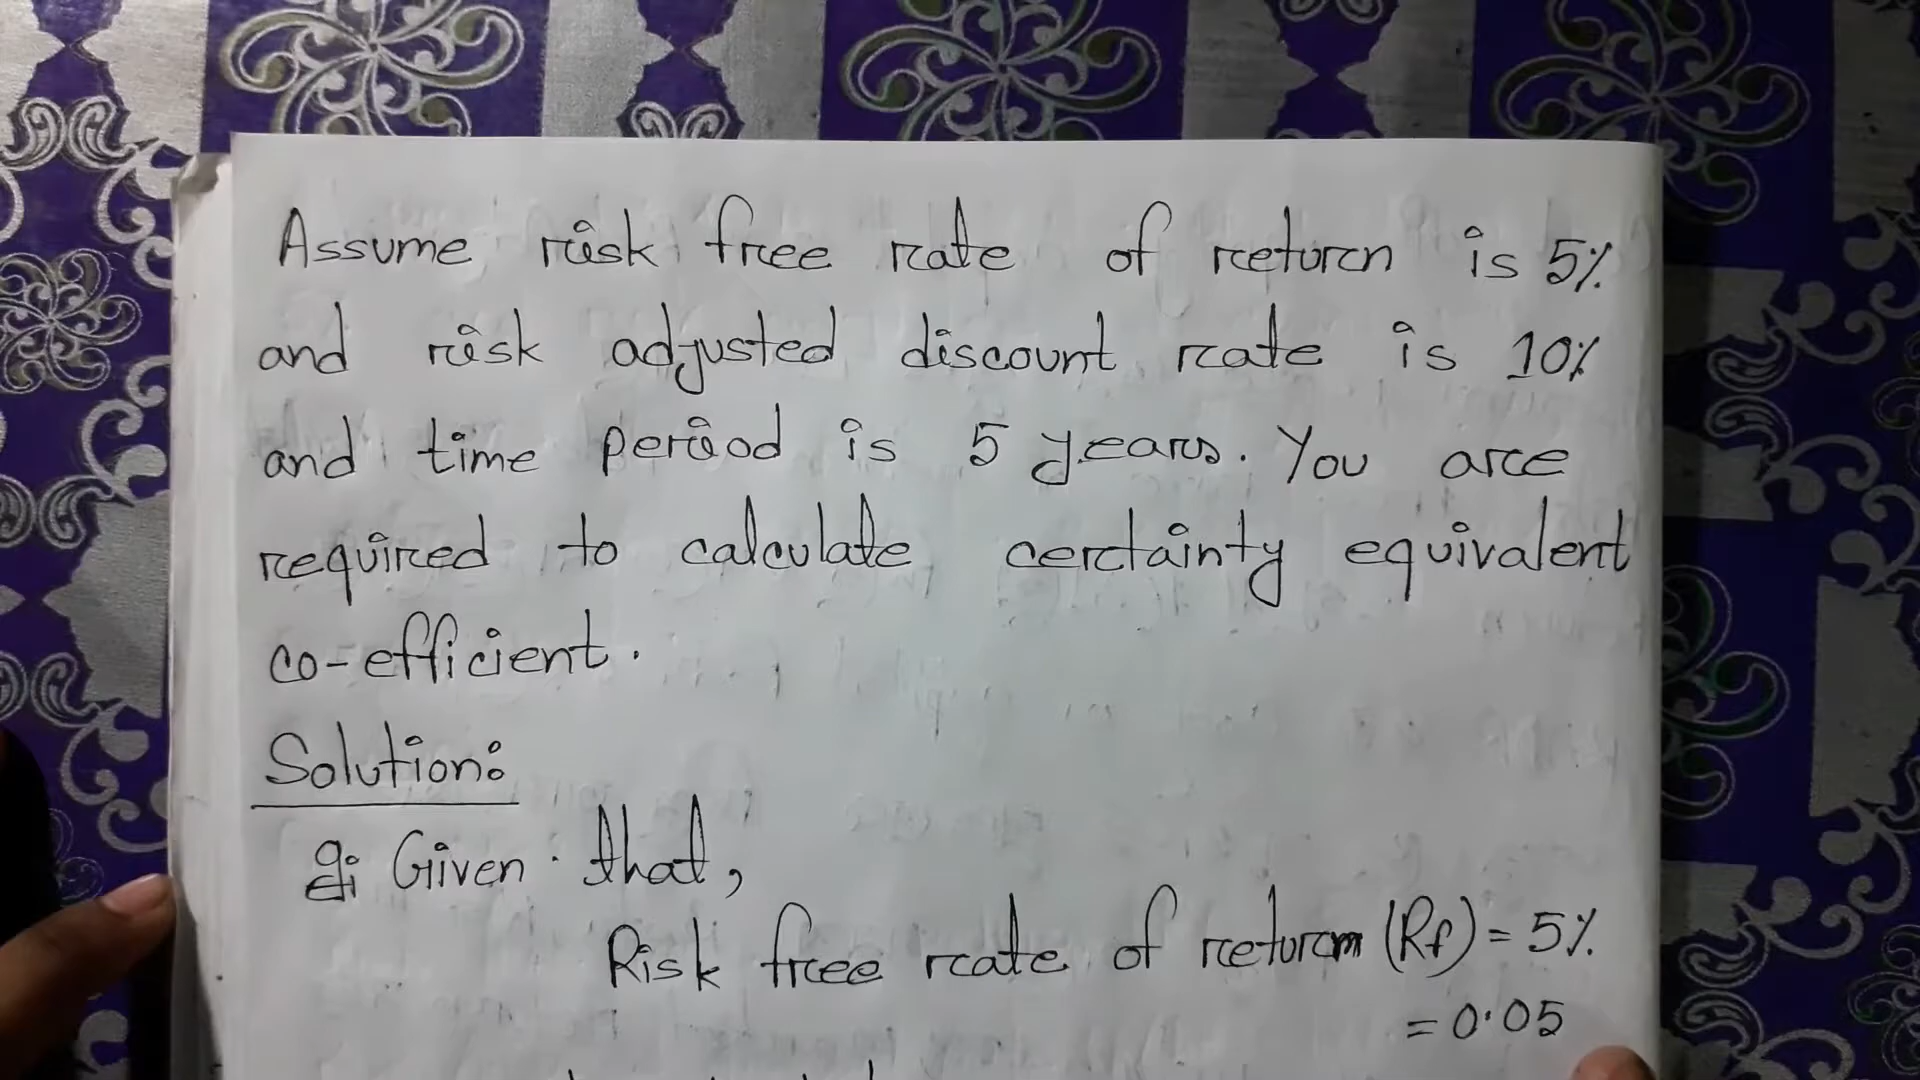 Assume risk free rate of return is 5%
and risk adjusted discount rate is 10%
and time period is 5 years. You are
required to calculate certainty equivalent
co-efficient.
Solution:
Given that,
Risk free rate of return (Rf) = 5%
= 0.05